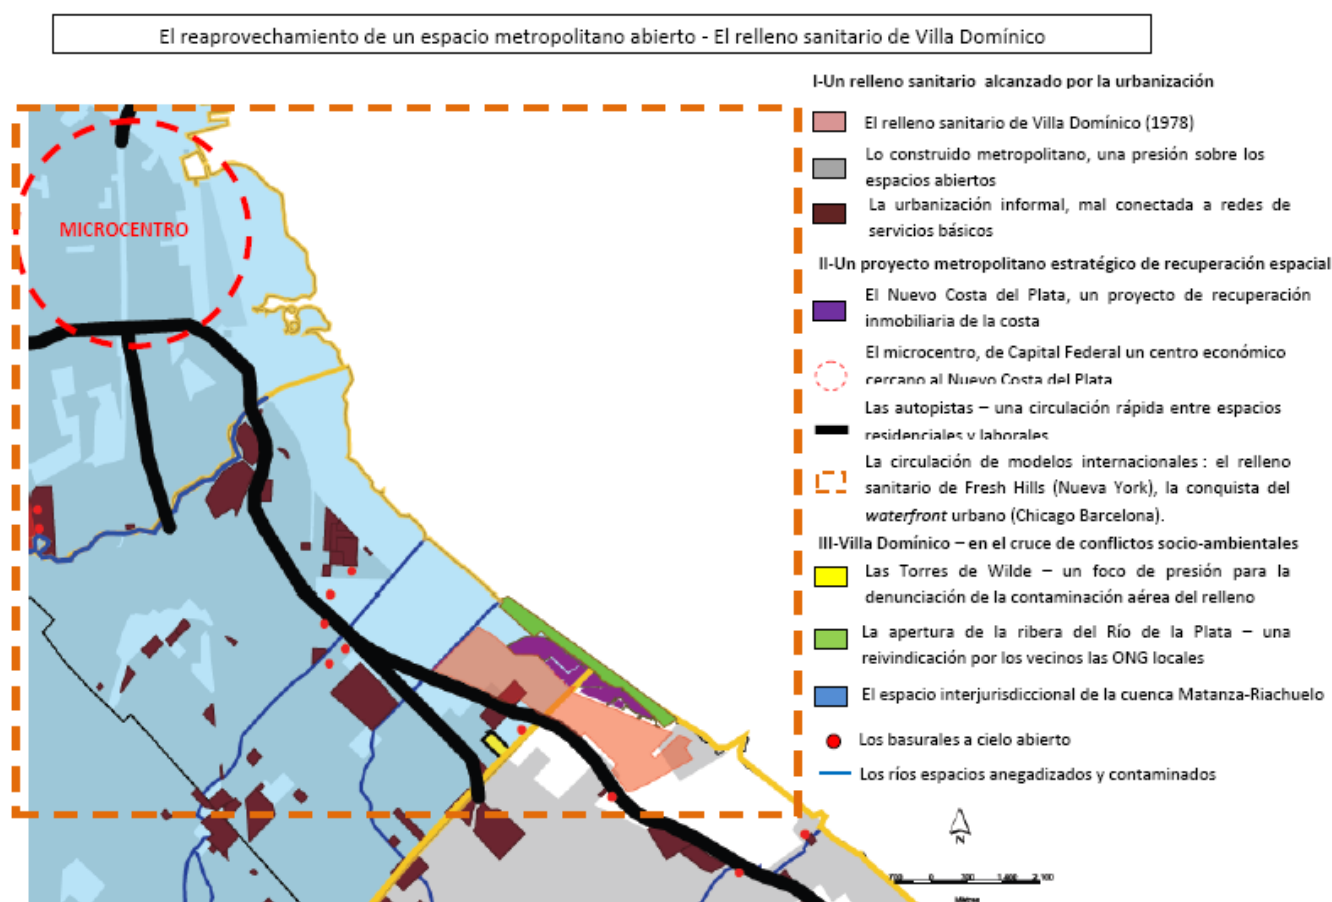 El reaprovechamiento de un espacio metropolitano abierto - El relleno sanitario de Villa Domínico
I-Un relleno sanitario alcanzado por la urbanización
El relleno sanitario de Villa Domínico (1978)
Lo construido metropolitano, una presión sobre los
espacios abiertos
La urbanización informal, mal conectada a redes de
servicios básicos
II-Un proyecto metropolitano estratégico de recuperación espacial
El Nuevo Costa del Plata, un proyecto de recuperación
inmobiliaria de la costa
El microcentro, de Capital Federal un centro económico
cercano al Nuevo Costa del Plata
Las autopistas – una circulación rápida entre espacios
residenciales y laborales
La circulación de modelos internacionales : el relleno
sanitario de Fresh Hills (Nueva York), la conquista del
waterfront urbano (Chicago Barcelona).
III-Villa Domínico – en el cruce de conflictos socio-ambientales
Las Torres de Wilde – un foco de presión para la
denunciación de la contaminación aérea del relleno
La apertura de la ribera del Río de la Plata – una
reivindicación por los vecinos las ONG locales
El espacio interjurisdiccional de la cuenca Matanza-Riachuelo
Los basurales a cielo abierto
Los ríos espacios anegadizos y contaminados
MICROCENTRO
N
0